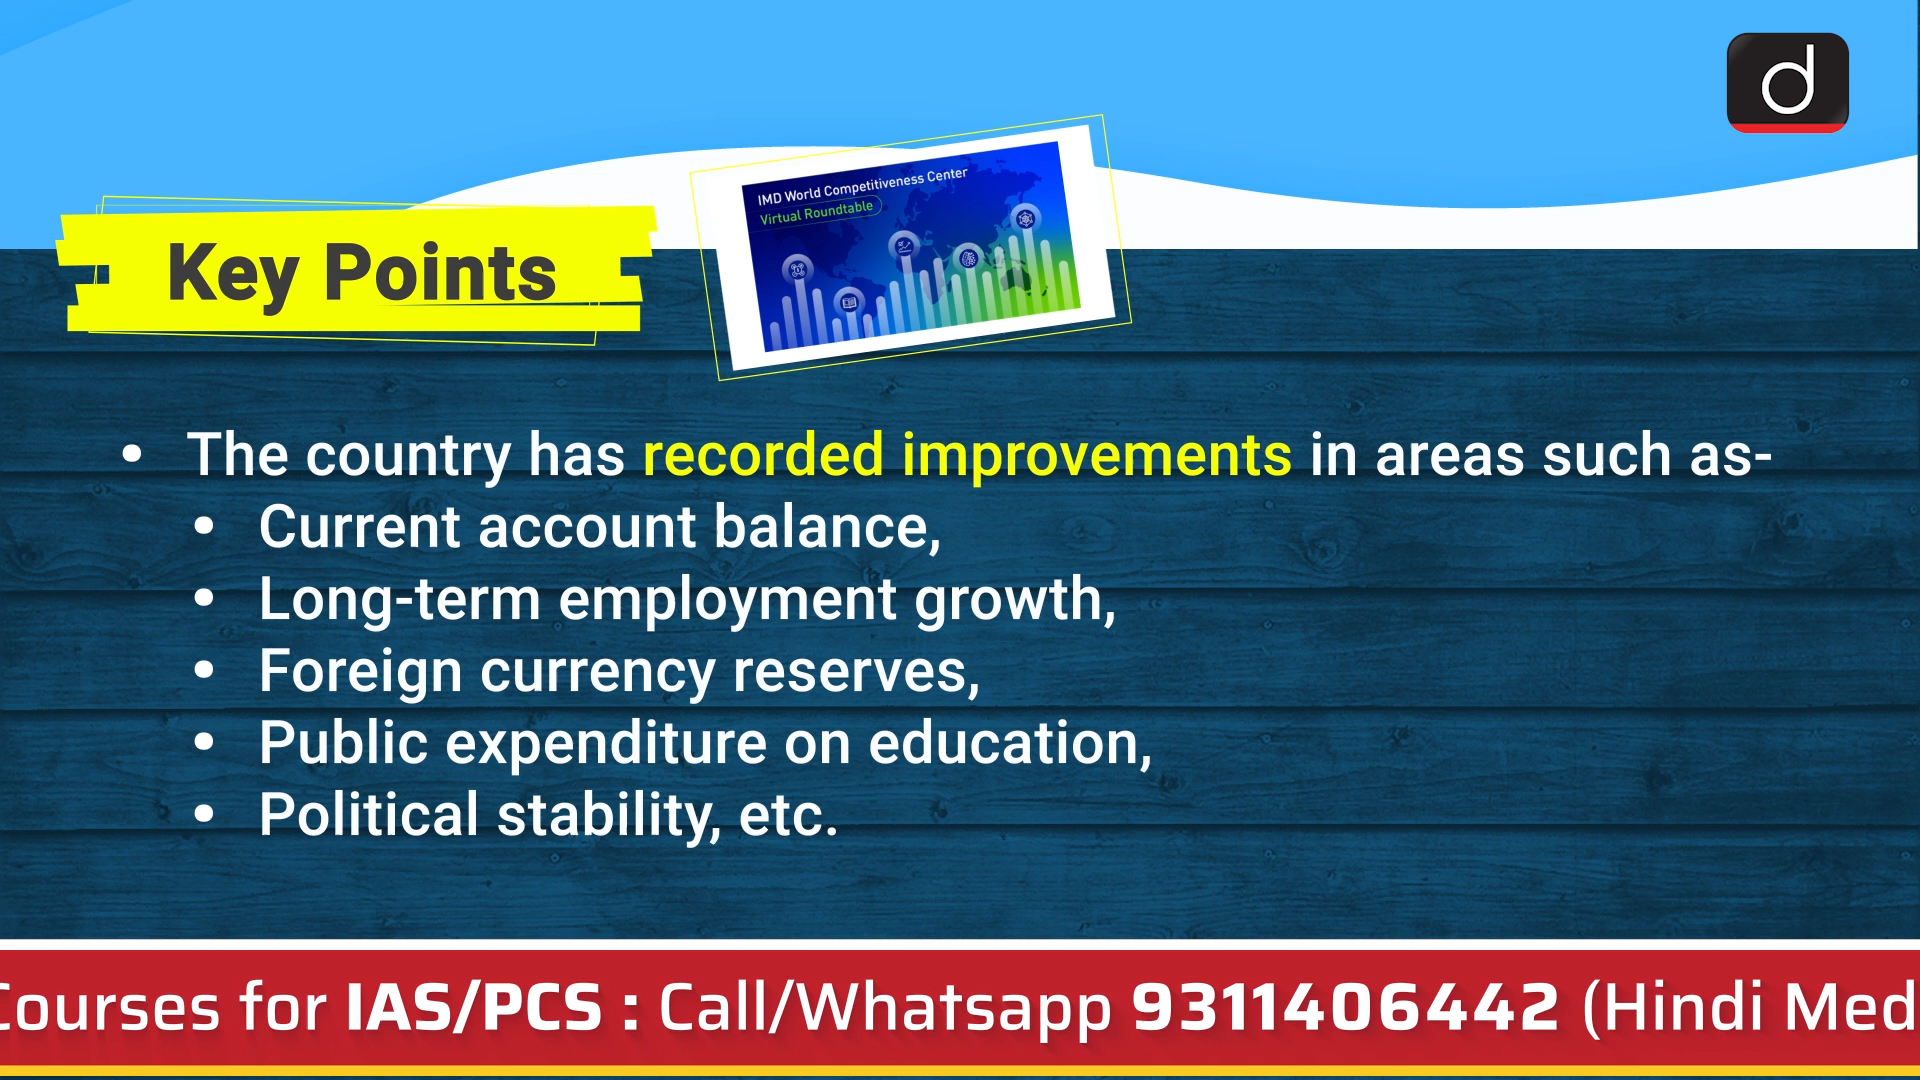 d
IMD World Competitiveness Center
Virtual Roundtable
Key Points
• The country has recorded improvements in areas such as-
• Current account balance,
• Long-term employment growth,
• Foreign currency reserves,
• Public expenditure on education,
• Political stability, etc.
Courses for IAS/PCS : Call/Whatsapp 9311406442 (Hindi Med